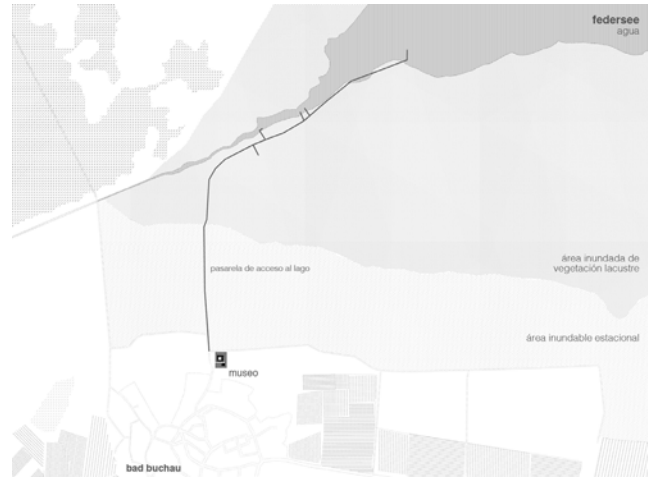 federsee
agua
área inundada de
vegetación lacustre
pasarela de acceso al lago
área inundable estacional
museo
bad buchau